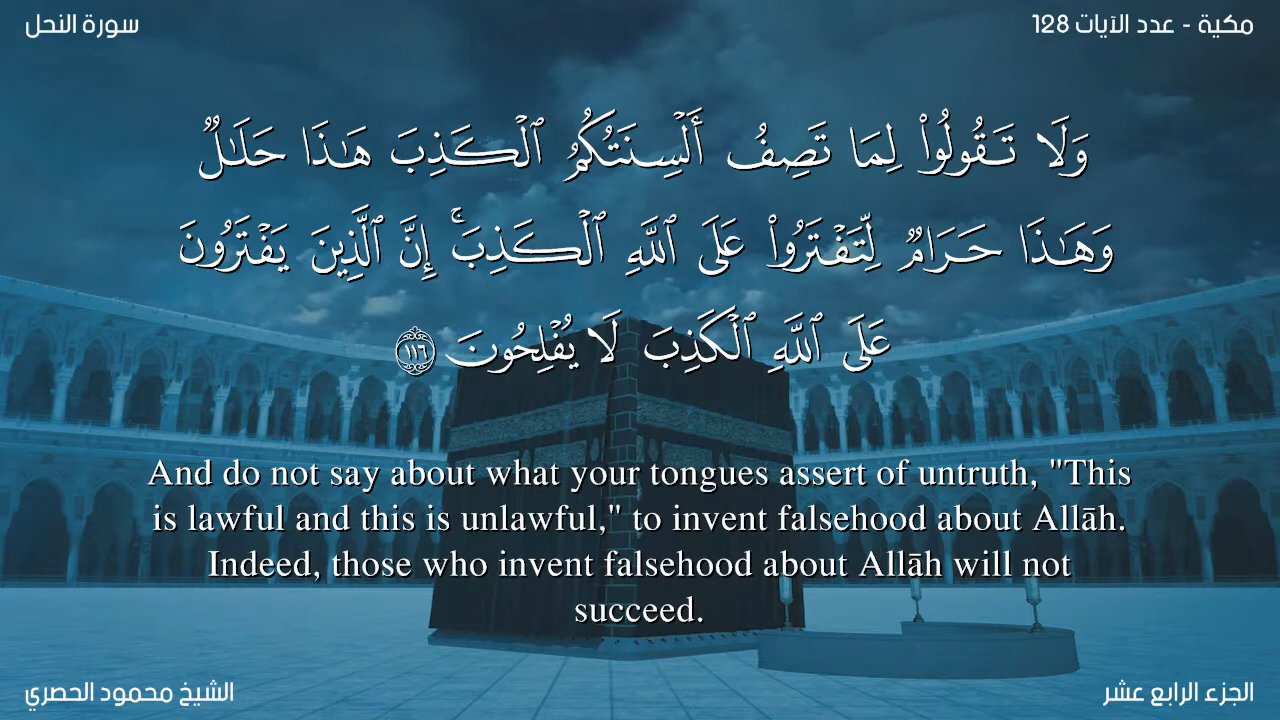 مكية - عدد الآيات 128
سورة النحل
وَلَا تَقُولُوا۟ لِمَا تَصِفُ أَلْسِنَتُكُمُ ٱلْكَذِبَ هَـٰذَا حَلَـٰلٌ
وَهَـٰذَا حَرَامٌ لِّتَفْتَرُوا۟ عَلَى ٱللَّهِ ٱلْكَذِبَ ۚ إِنَّ ٱلَّذِينَ يَفْتَرُونَ
عَلَى ٱللَّهِ ٱلْكَذِبَ لَا يُفْلِحُونَ ١١٦
And do not say about what your tongues assert of untruth, "This
is lawful and this is unlawful," to invent falsehood about Allāh.
Indeed, those who invent falsehood about Allāh will not
succeed.
الجزء الرابع عشر
الشيخ محمود الحصري